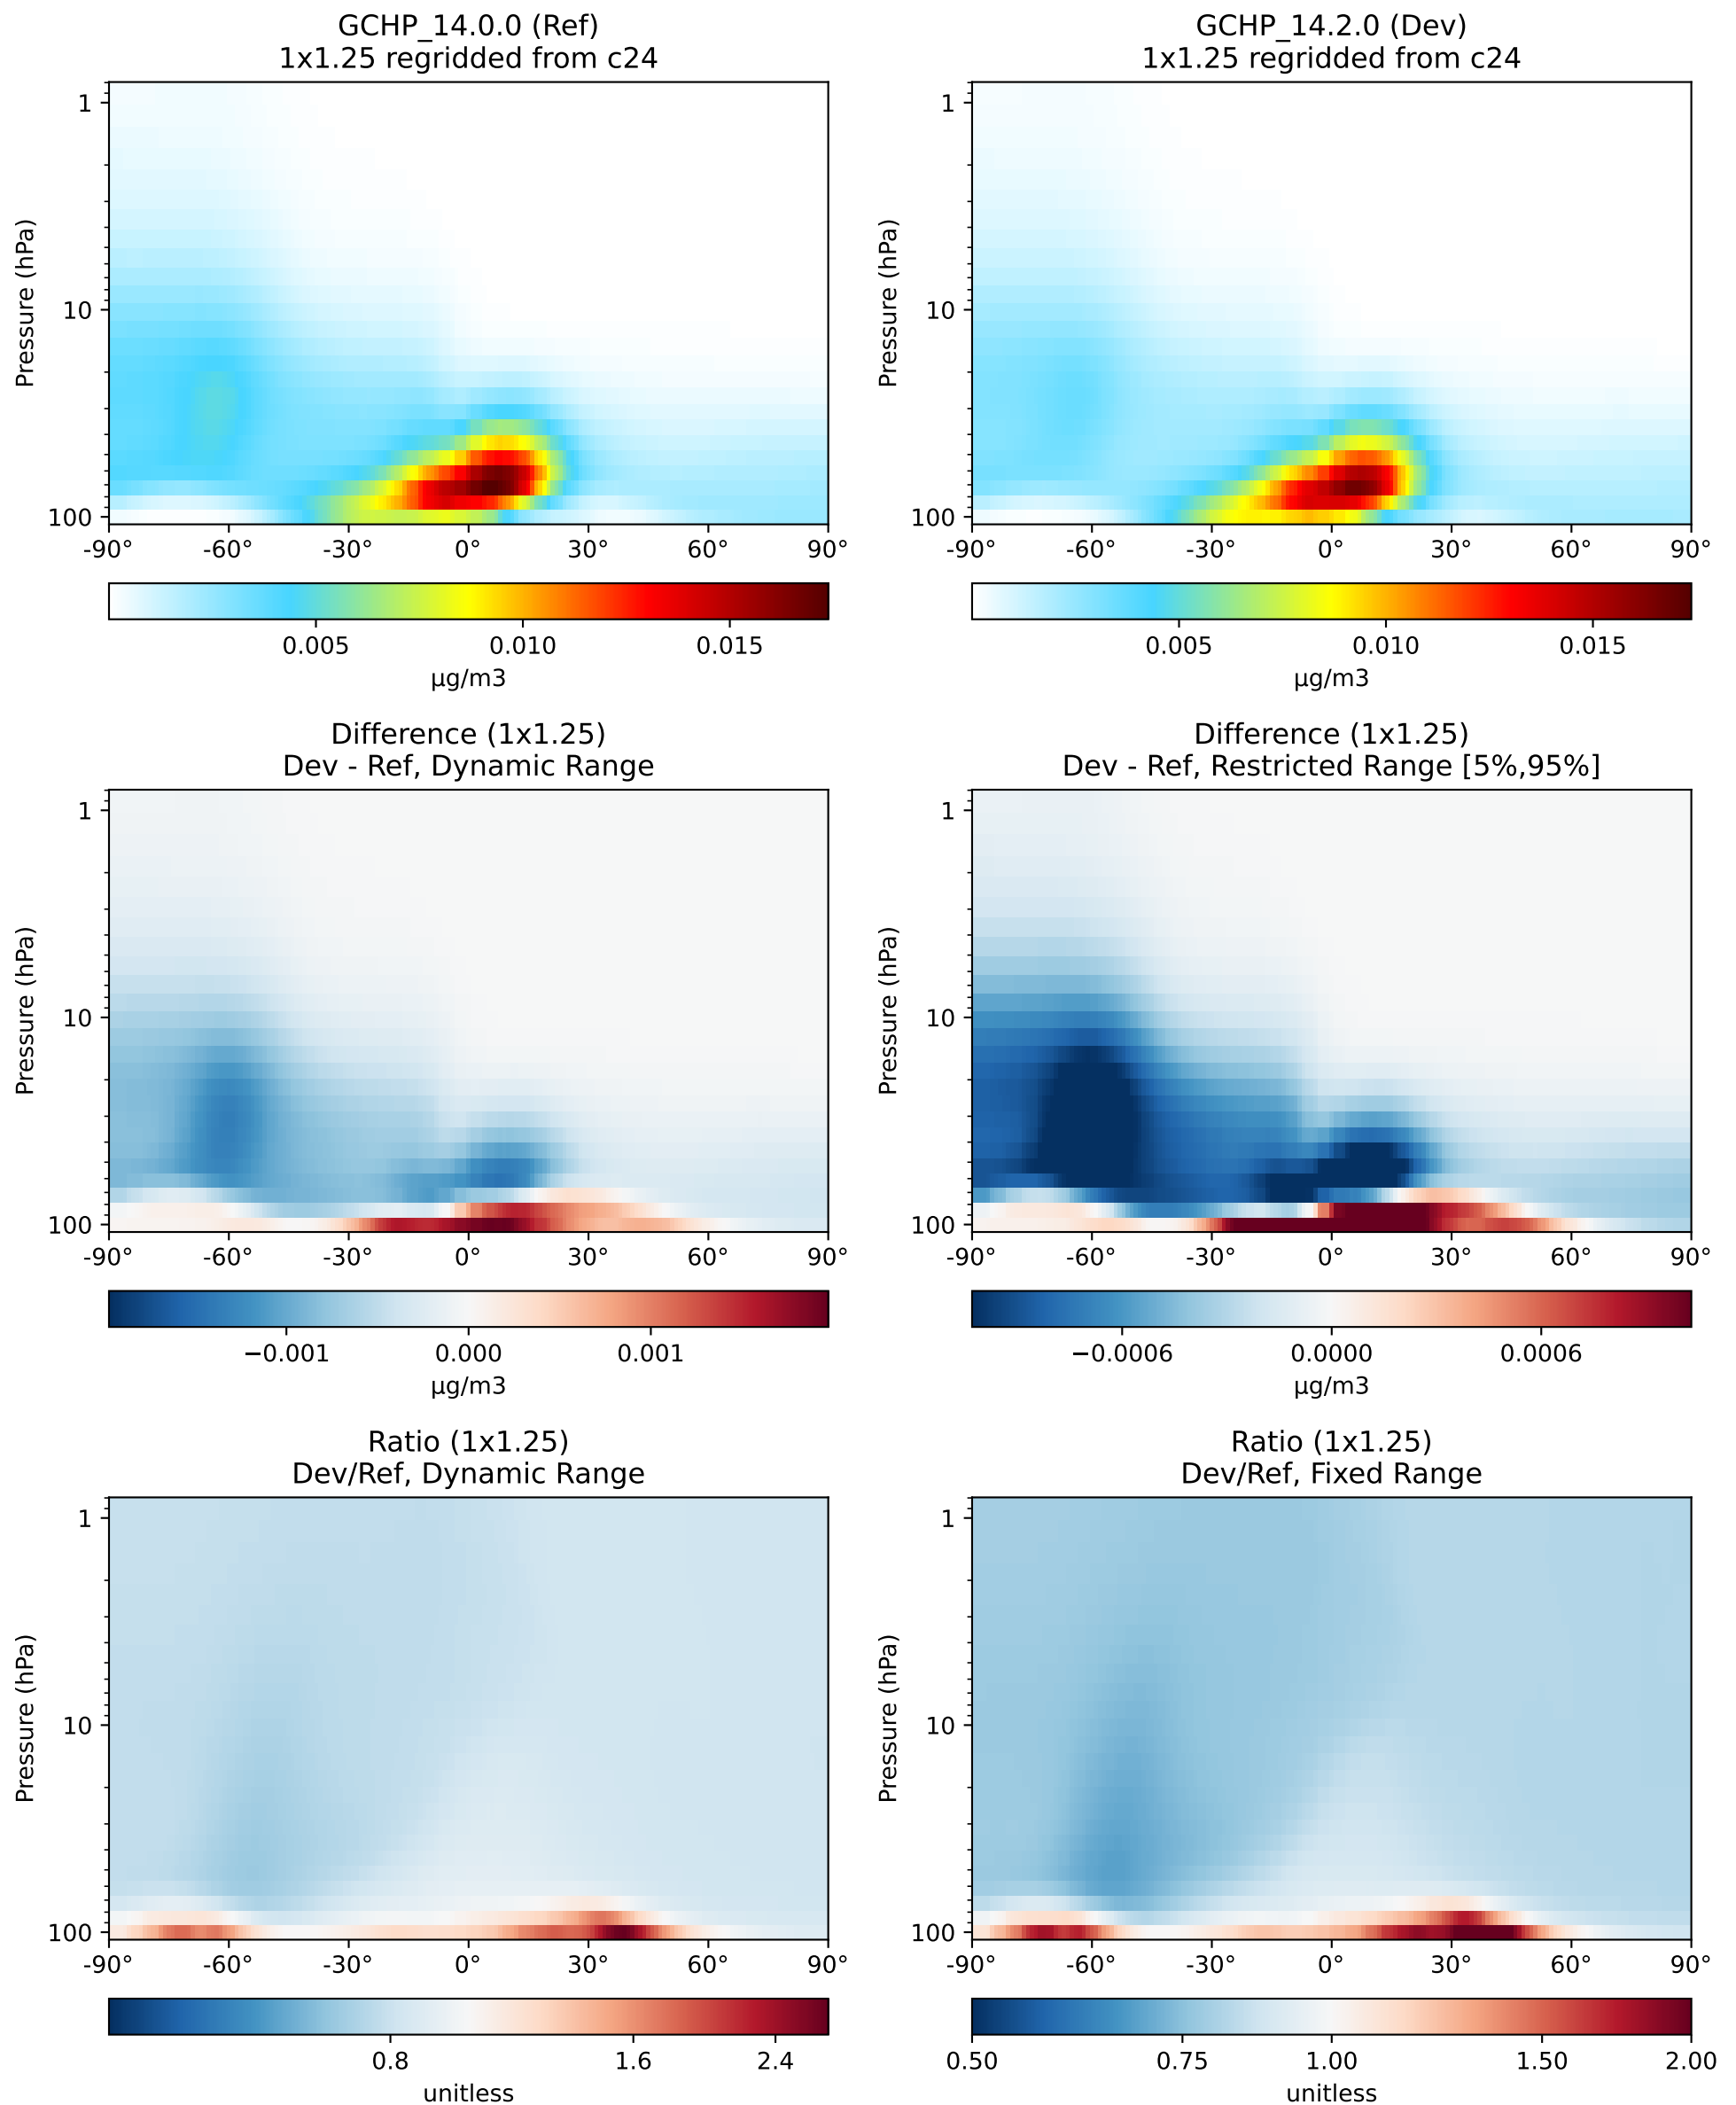 GCHP_14.0.0 (Ref)
1x1.25 regridded from c24
Pressure (hPa)
1
10
100
-90° -60° -30° 0° 30° 60° 90°
0.005 0.010 0.015
µg/m3
GCHP_14.2.0 (Dev)
1x1.25 regridded from c24
Pressure (hPa)
1
10
100
-90° -60° -30° 0° 30° 60° 90°
0.005 0.010 0.015
µg/m3
Difference (1x1.25)
Dev - Ref, Dynamic Range
Pressure (hPa)
1
10
100
-90° -60° -30° 0° 30° 60° 90°
−0.001 0.000 0.001
µg/m3
Difference (1x1.25)
Dev - Ref, Restricted Range [5%,95%]
Pressure (hPa)
1
10
100
-90° -60° -30° 0° 30° 60° 90°
−0.0006 0.0000 0.0006
µg/m3
Ratio (1x1.25)
Dev/Ref, Dynamic Range
Pressure (hPa)
1
10
100
-90° -60° -30° 0° 30° 60° 90°
0.8 1.6 2.4
unitless
Ratio (1x1.25)
Dev/Ref, Fixed Range
Pressure (hPa)
1
10
100
-90° -60° -30° 0° 30° 60° 90°
0.50 0.75 1.00 1.50 2.00
unitless